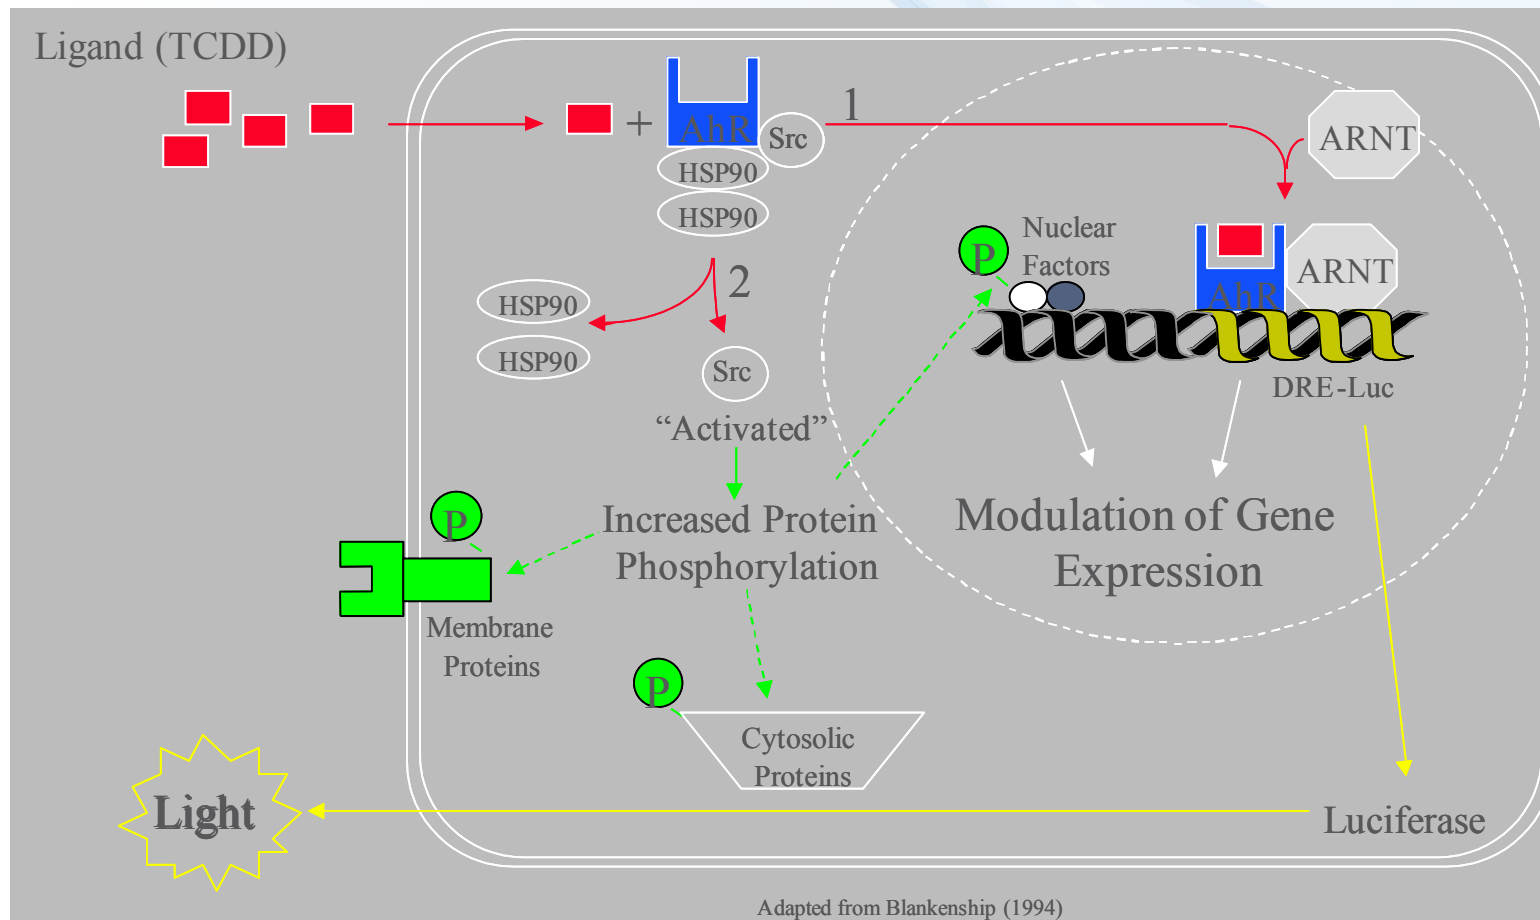 Ligand (TCDD)
+
AhR
Src
HSP90
HSP90
1
ARNT
2
HSP90
HSP90
Src
“Activated”
Increased Protein
Phosphorylation
P
Membrane
Proteins
P
Cytosolic
Proteins
P
Nuclear
Factors
AhR
ARNT
DRE-Luc
Modulation of Gene
Expression
Luciferase
Light
Adapted from Blankenship (1994)